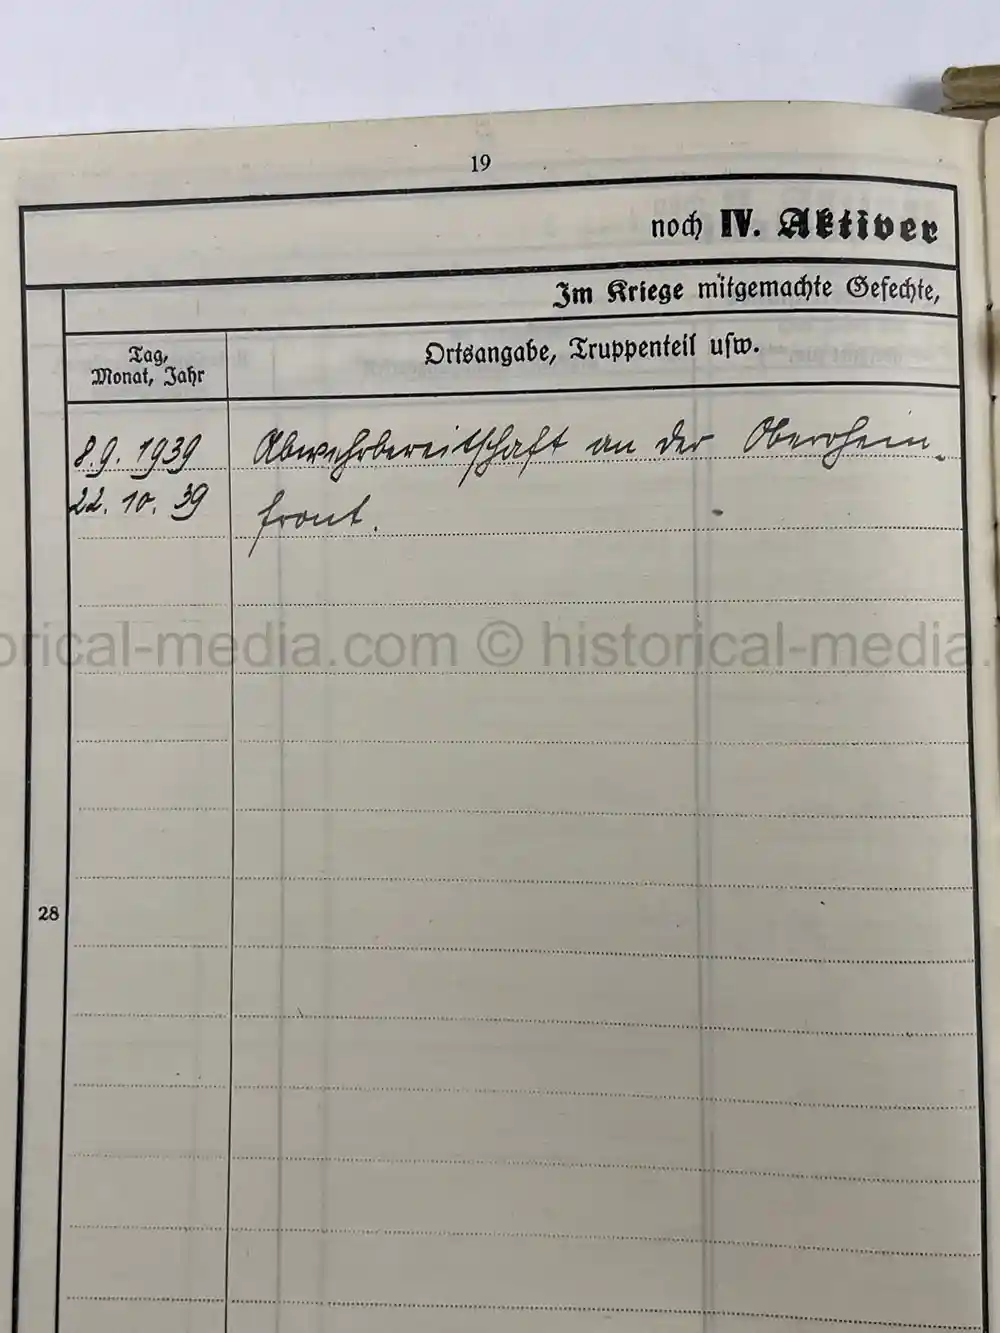 19
noch IV. Aktiver
Im Kriege mitgemachte Gefechte,
Tag,
Monat, Jahr
Ortsangabe, Truppenteil usw.
8.9. 1939 Abwehrbereitschaft an der Oberrhein-
22. 10. 39 front.
orical-media.com © historical-media.
28